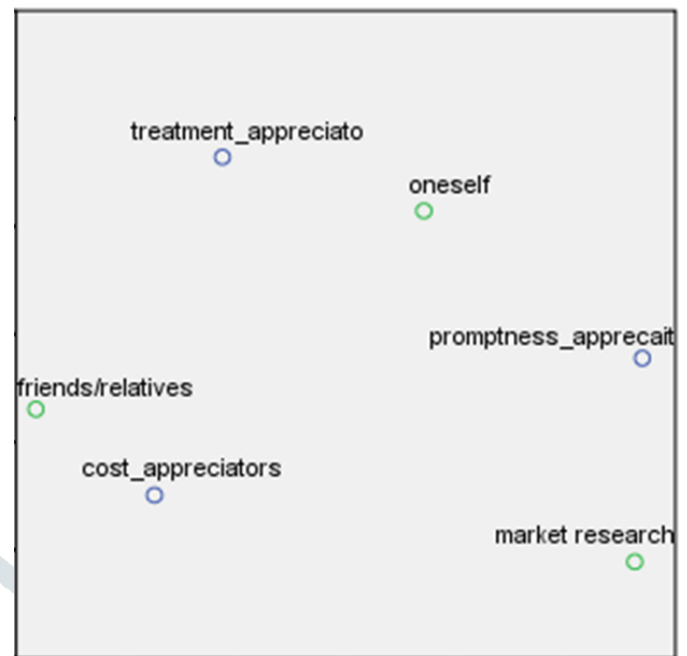 treatment_appreciato
oneself
promptness_apprecait
friends/relatives
cost_appreciators
market research